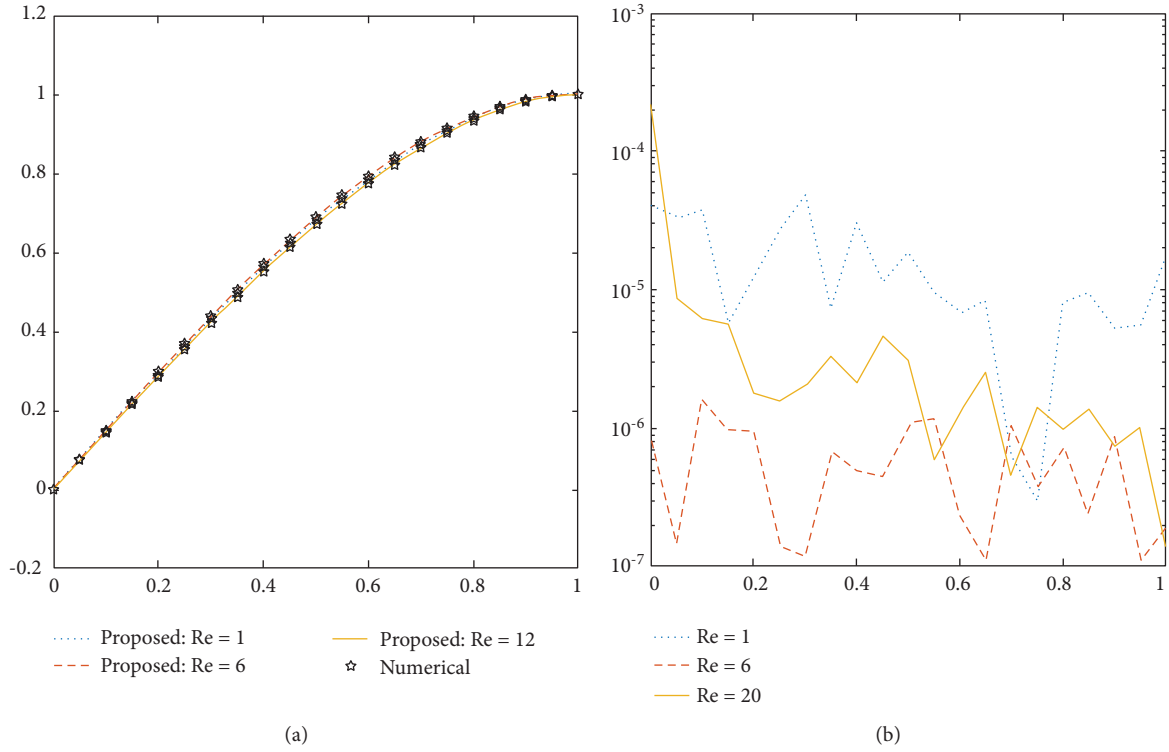 1.2
1
0.8
0.6
0.4
0.2
0
-0.2
0 0.2 0.4 0.6 0.8 1
Proposed: Re = 1
Proposed: Re = 6
Proposed: Re = 12
Numerical
(a)
10-3
10-4
10-5
10-6
10-7
0 0.2 0.4 0.6 0.8 1
Re = 1
Re = 6
Re = 20
(b)